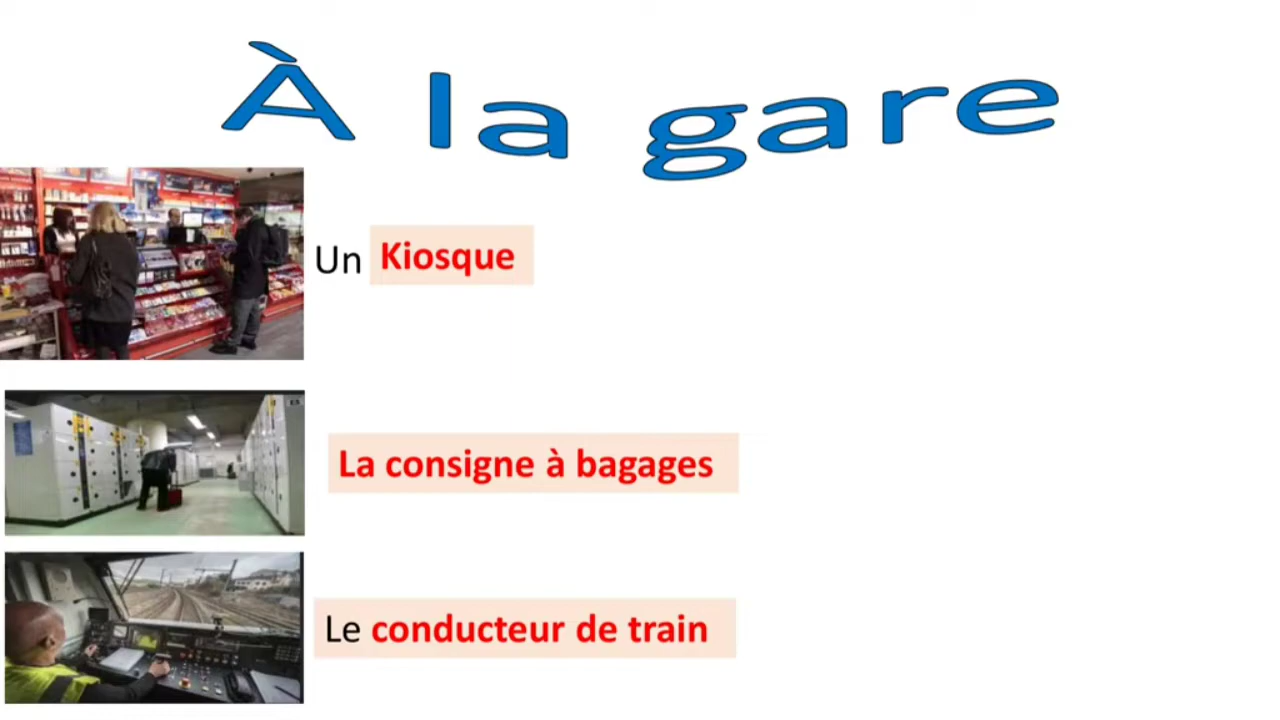 À la gare
Un Kiosque
La consigne à bagages
Le conducteur de train